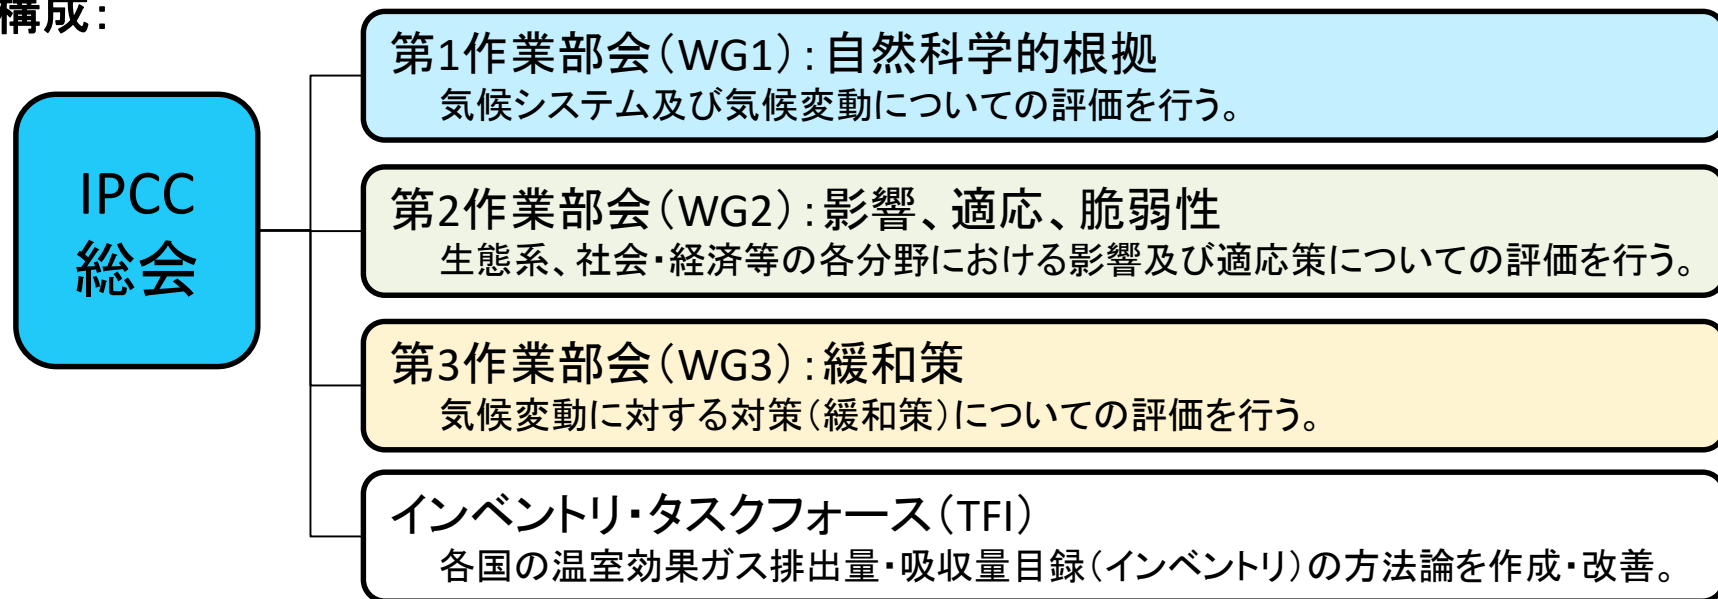 構成：
IPCC
総会
第1作業部会（WG1）：自然科学的根拠
気候システム及び気候変動についての評価を行う。
第2作業部会（WG2）：影響、適応、脆弱性
生態系、社会・経済等の各分野における影響及び適応策についての評価を行う。
第3作業部会（WG3）：緩和策
気候変動に対する対策（緩和策）についての評価を行う。
インベントリ・タスクフォース（TFI）
各国の温室効果ガス排出量・吸収量目録（インベントリ）の方法論を作成・改善。